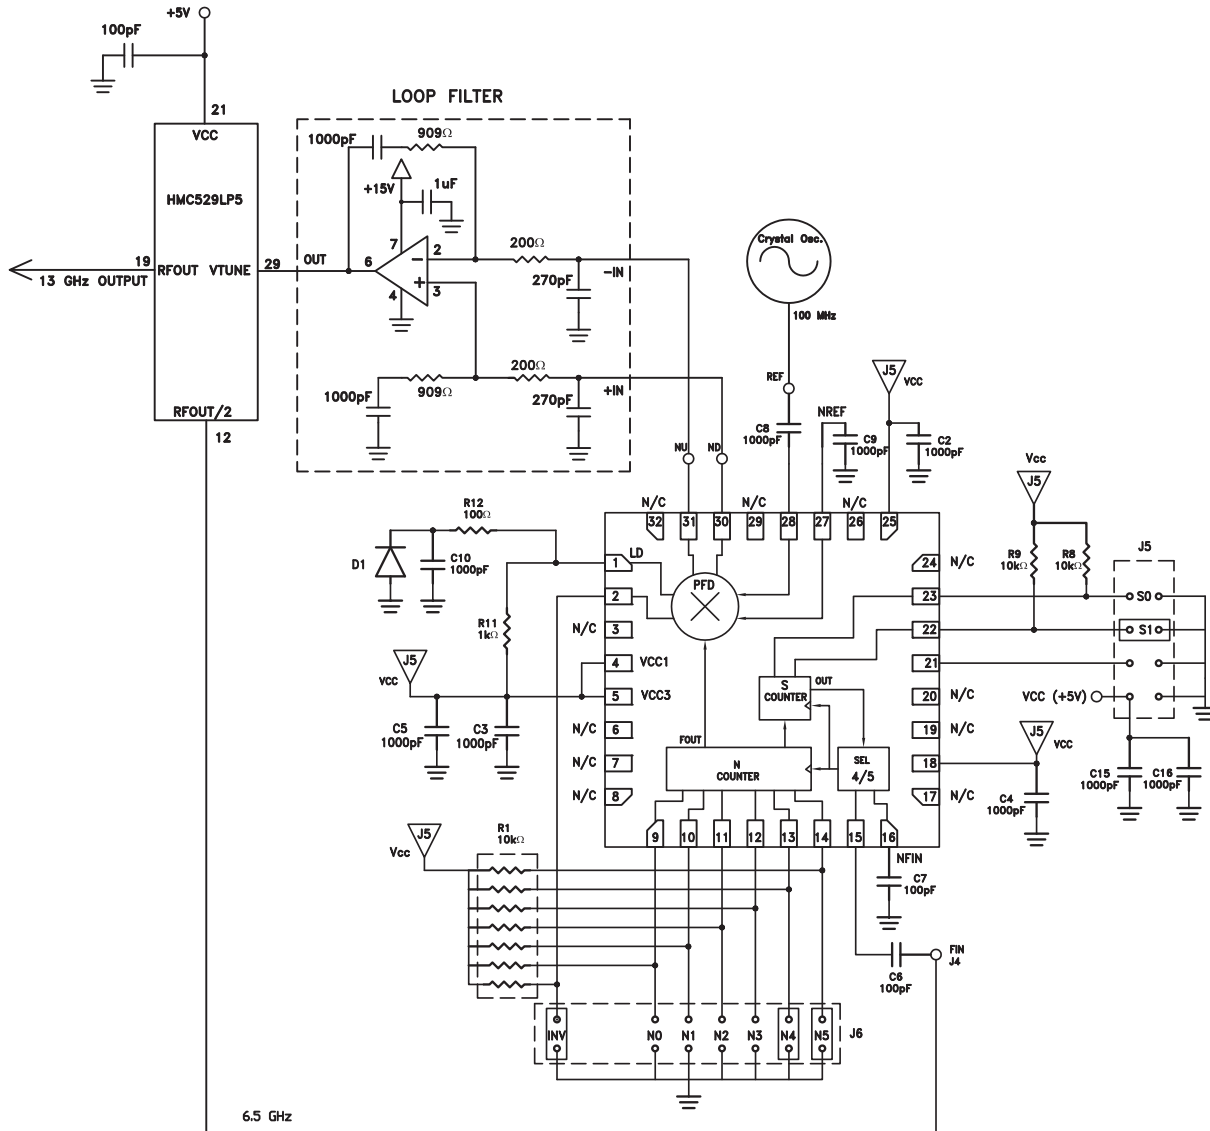 +5V
100pF
21
VCC
HMC529LP5
19
RFOUT VTUNE
29
13 GHz OUTPUT
RFOUT/2
12
LOOP FILTER
1000pF
909Ω
+15V
1uF
7
OUT
6
2
−
+
3
4
200Ω
270pF
−IN
1000pF
909Ω
200Ω
270pF
+IN
Crystal Osc.
100 MHz
REF
C8
1000pF
NREF
C9
1000pF
J5
VCC
C2
1000pF
NU
ND
N/C
N/C
N/C
32
31
30
29
28
27
26
25
R12
100Ω
D1
C10
1000pF
1
LD
2
N/C
3
4
VCC1
5
VCC3
N/C
6
N/C
7
N/C
8
R11
1kΩ
J5
VCC
C5
1000pF
C3
1000pF
PFD
S
COUNTER
OUT
FOUT
N
COUNTER
SEL
4/5
24
N/C
23
22
21
20
N/C
19
N/C
18
17
N/C
Vcc
J5
R9
10kΩ
R8
10kΩ
J5
S0
S1
VCC (+5V)
J5
VCC
C4
1000pF
C15
1000pF
C16
1000pF
9
10
11
12
13
14
15
16
NFIN
C7
100pF
J5
Vcc
R1
10kΩ
C6
100pF
FIN
J4
INV
N0
N1
N2
N3
N4
N5
J6
6.5 GHz